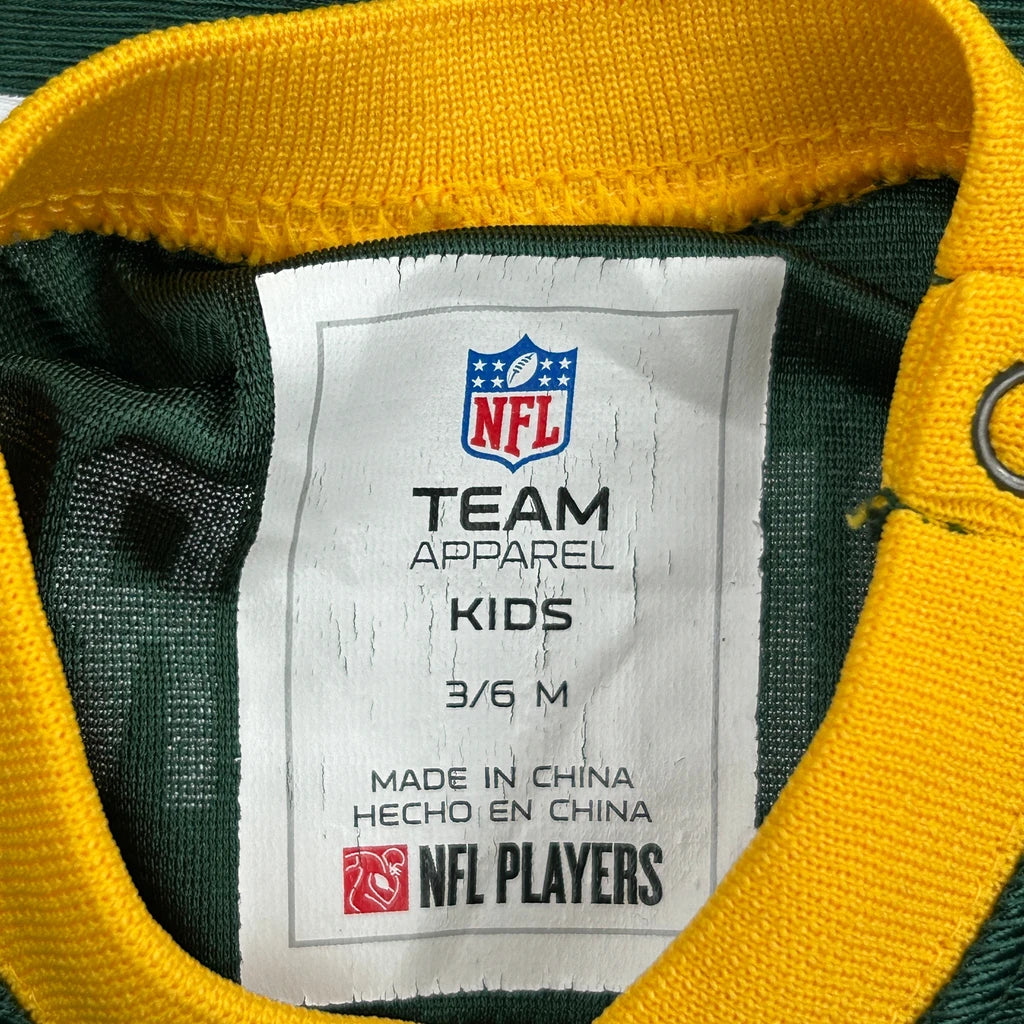 NFL
TEAM
APPAREL
KIDS
3/6 M
MADE IN CHINA
HECHO EN CHINA
NFL PLAYERS